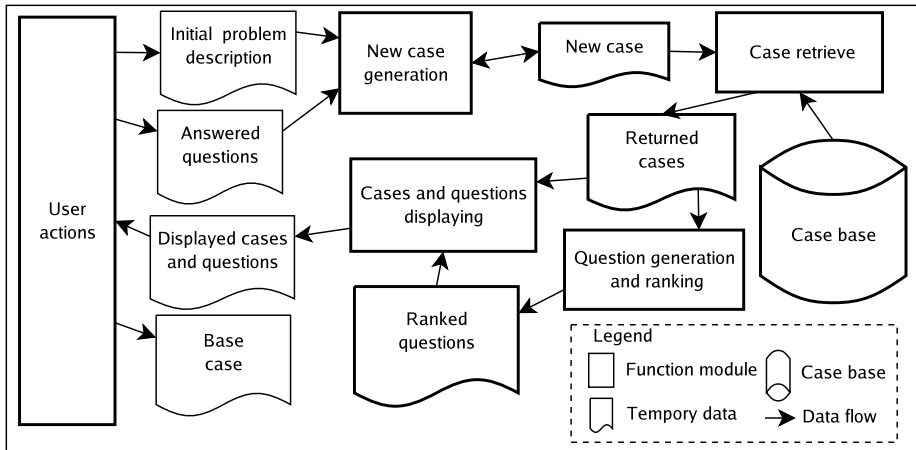 User
actions
Initial problem
description
Answered
questions
Displayed cases
and questions
Base
case
New case
generation
New case
Case retrieve
Returned
cases
Cases and questions
displaying
Question generation
and ranking
Ranked
questions
Case base
Legend
Function module
Case base
Tempory data
Data flow